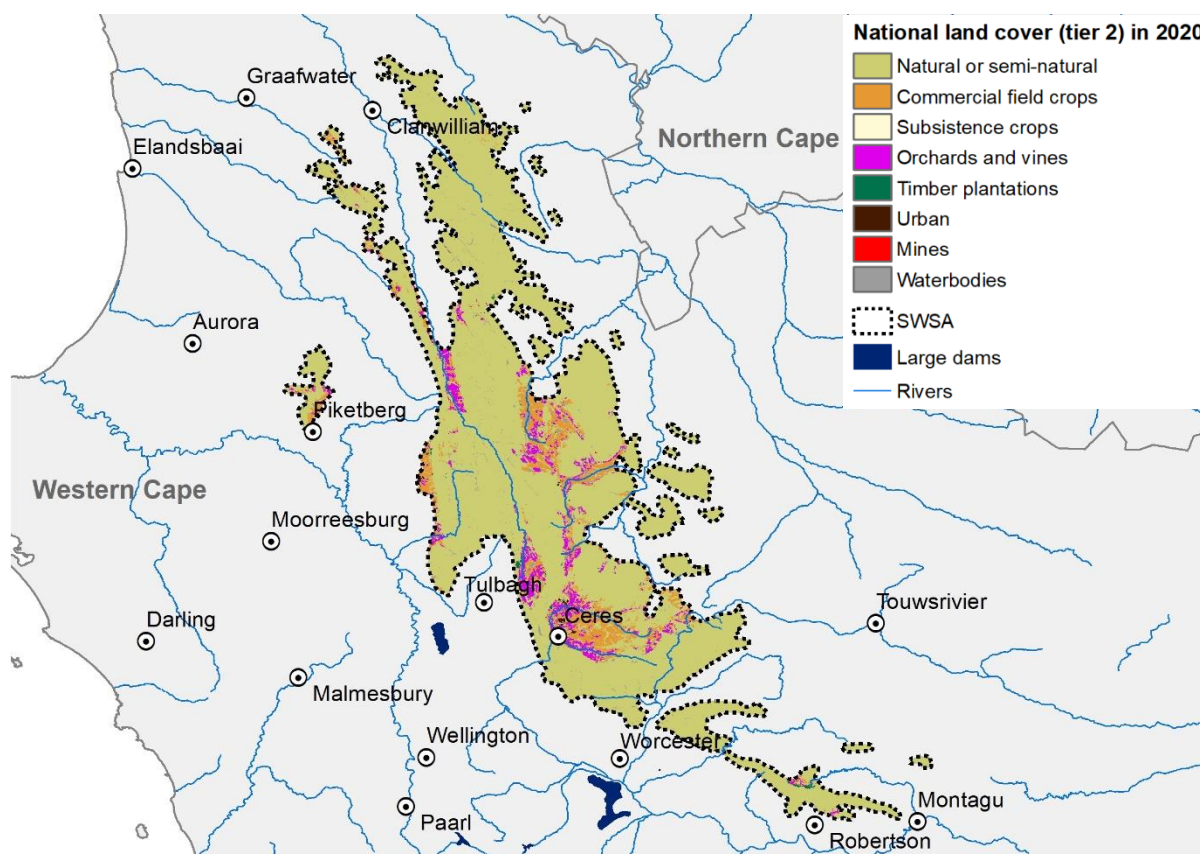 National land cover (tier 2) in 2020
Natural or semi-natural
Commercial field crops
Subsistence crops
Orchards and vines
Timber plantations
Urban
Mines
Waterbodies
SWSA
Large dams
Rivers
Graafwater
Clanwilliam
Elandsbaai
Northern Cape
Aurora
Piketberg
Western Cape
Moorreesburg
Tulbagh
Touwsrivier
Darling
Ceres
Malmesbury
Wellington
Worcester
Paarl
Montagu
Robertson